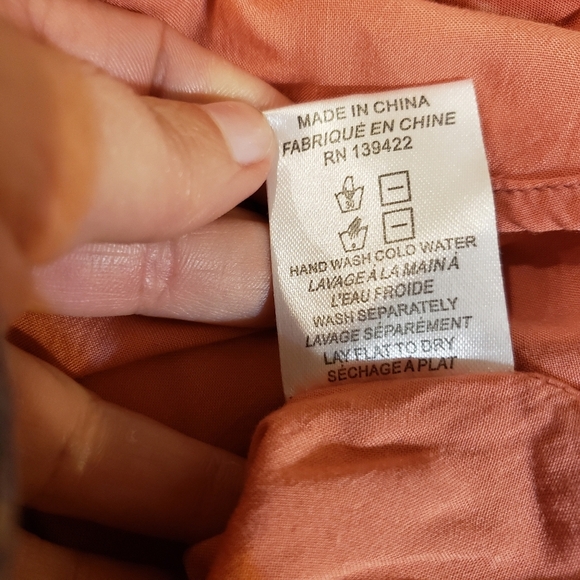 MADE IN CHINA
FABRIQUÉ EN CHINE
RN 139422
30
HAND WASH COLD WATER
LAVAGE À LA MAIN À
L'EAU FROIDE
WASH SEPARATELY
LAVAGE SÉPARÉMENT
LAY FLAT TO DRY
SÉCHAGE À PLAT